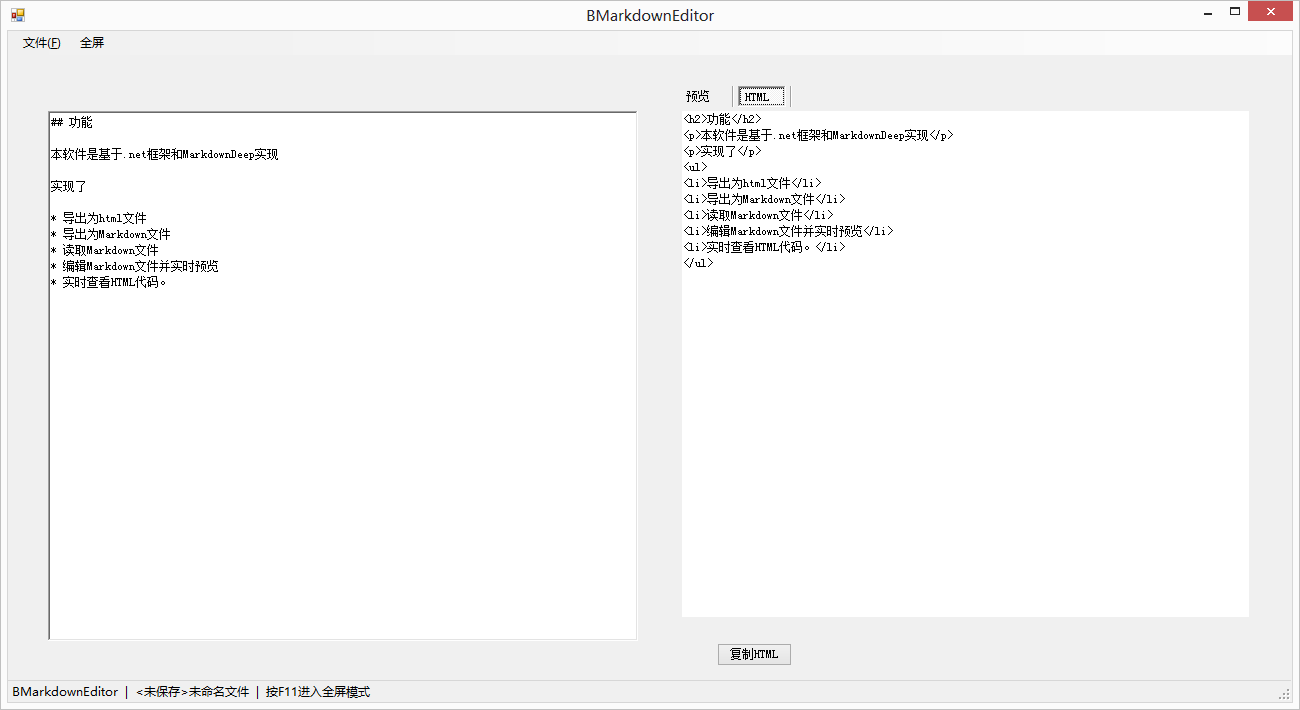 BMarkdownEditor
文件(F) 全屏
## 功能
本软件是基于.net框架和MarkdownDeep实现
实现了
* 导出为html文件
* 导出为Markdown文件
* 读取Markdown文件
* 编辑Markdown文件并实时预览
* 实时查看HTML代码。
预览 HTML
<h2>功能</h2>
<p>本软件是基于.net框架和MarkdownDeep实现</p>
<p>实现了</p>
<ul>
<li>导出为html文件</li>
<li>导出为Markdown文件</li>
<li>读取Markdown文件</li>
<li>编辑Markdown文件并实时预览</li>
<li>实时查看HTML代码。</li>
</ul>
复制HTML
BMarkdownEditor | <未保存>未命名文件 | 按F11进入全屏模式